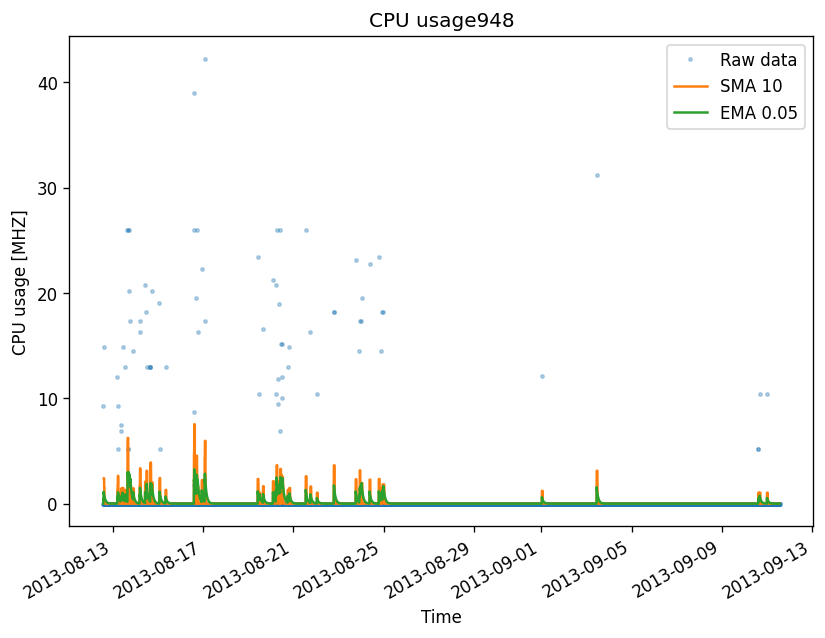 CPU usage948
Raw data
SMA 10
EMA 0.05
CPU usage [MHZ]
40
30
20
10
0
2013-08-13
2013-08-17
2013-08-21
2013-08-25
2013-08-29
2013-09-01
2013-09-05
2013-09-09
2013-09-13
Time